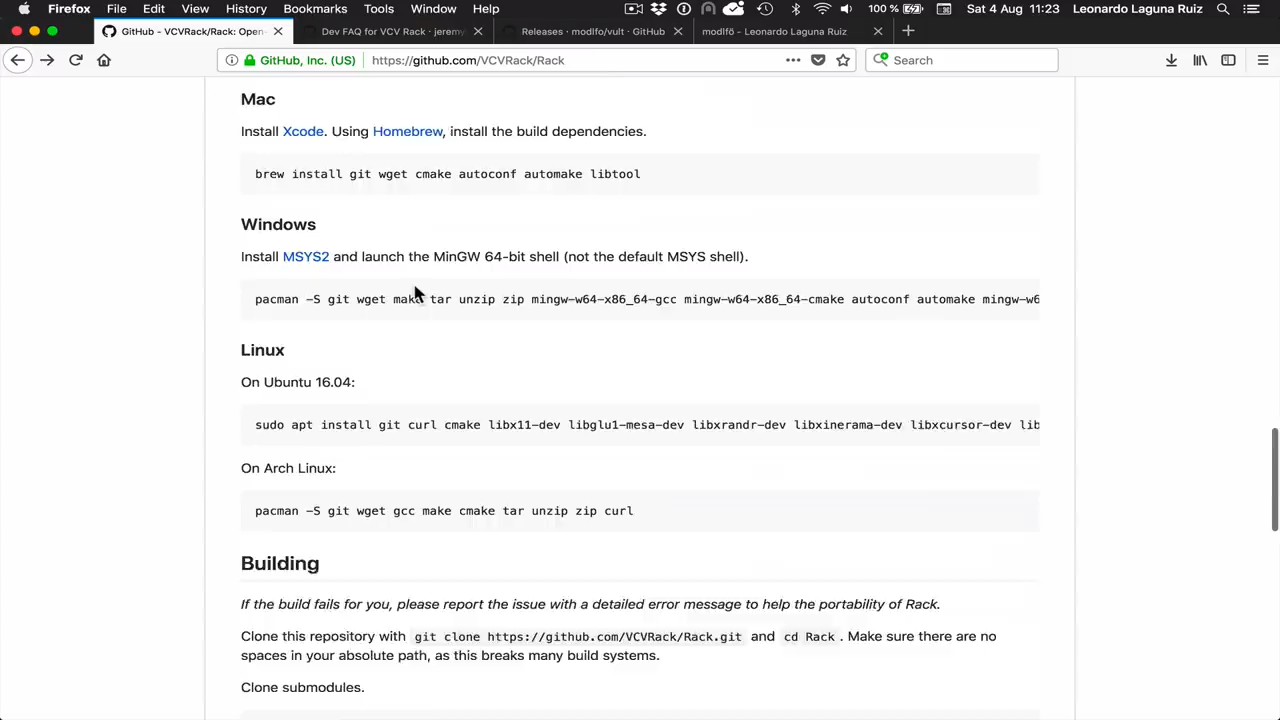 Firefox File Edit View History Bookmarks Tools Window Help 100 % Sat 4 Aug 11:23 Leonardo Laguna Ruiz
GitHub - VCVRack/Rack: Open- Dev FAQ for VCV Rack · jeremy Releases · modlfo/vult · GitHub modlfö - Leonardo Laguna Ruiz
GitHub, Inc. (US) https://github.com/VCVRack/Rack Search
Mac
Install Xcode. Using Homebrew, install the build dependencies.
brew install git wget cmake autoconf automake libtool
Windows
Install MSYS2 and launch the MinGW 64-bit shell (not the default MSYS shell).
pacman -S git wget make tar unzip zip mingw-w64-x86_64-gcc mingw-w64-x86_64-cmake autoconf automake mingw-w6
Linux
On Ubuntu 16.04:
sudo apt install git curl cmake libx11-dev libglu1-mesa-dev libxrandr-dev libxinerama-dev libxcursor-dev lib
On Arch Linux:
pacman -S git wget gcc make cmake tar unzip zip curl
Building
If the build fails for you, please report the issue with a detailed error message to help the portability of Rack.
Clone this repository with git clone https://github.com/VCVRack/Rack.git and cd Rack . Make sure there are no
spaces in your absolute path, as this breaks many build systems.
Clone submodules.